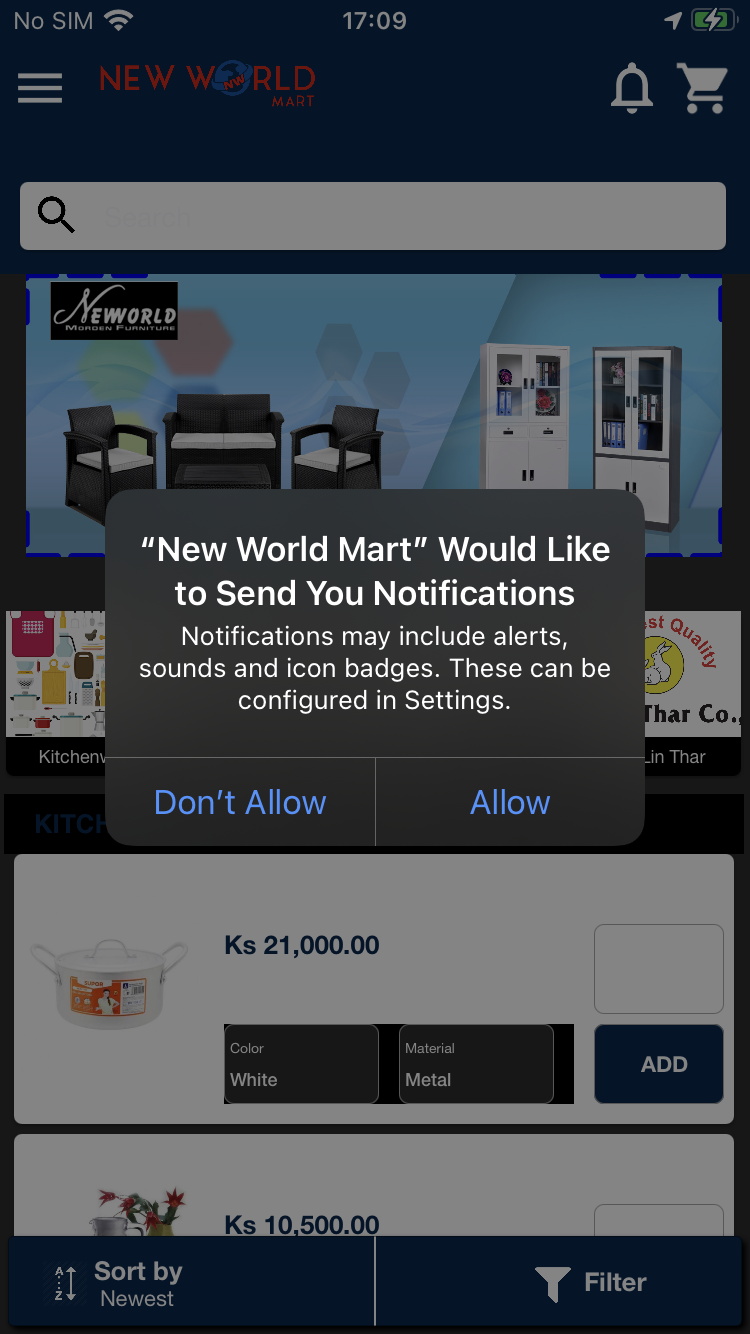 No SIM
17:09
NEW WORLD
NW
MART
Search
NEWWORLD
MORDEN FURNITURE
“New World Mart” Would Like
to Send You Notifications
Notifications may include alerts,
sounds and icon badges. These can be
configured in Settings.
Don’t Allow
Allow
st Quality
Thar Co.,
Kitchenw
Lin Thar
KITCH
Ks 21,000.00
SUPOR
Color
White
Material
Metal
ADD
Ks 10,500.00
A
Z
Sort by
Newest
Filter